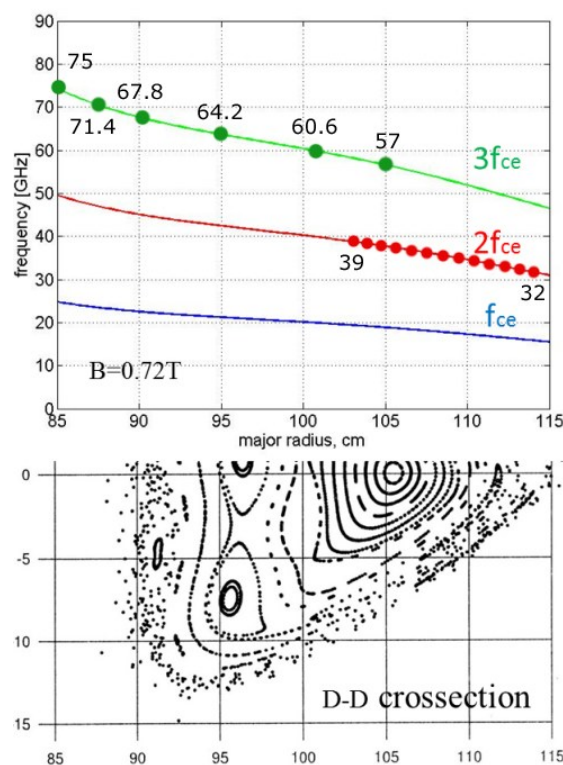 90
80
75
70
67.8
71.4
64.2
60.6
57
3fce
60
50
40
39
2fce
32
30
20
fce
10
B=0.72T
0
frequency [GHz]
85 90 95 100 105 110 115
major radius, cm
0
-5
10
15
D-D crossection
85 90 95 100 105 110 115